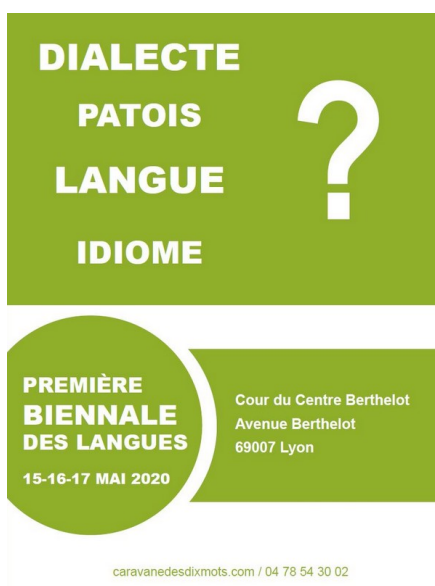 DIALECTE
PATOIS
LANGUE
IDIOME
?
PREMIÈRE
BIENNALE
DES LANGUES
15-16-17 MAI 2020
Cour du Centre Berthelot
Avenue Berthelot
69007 Lyon
caravanedesdixmots.com / 04 78 54 30 02